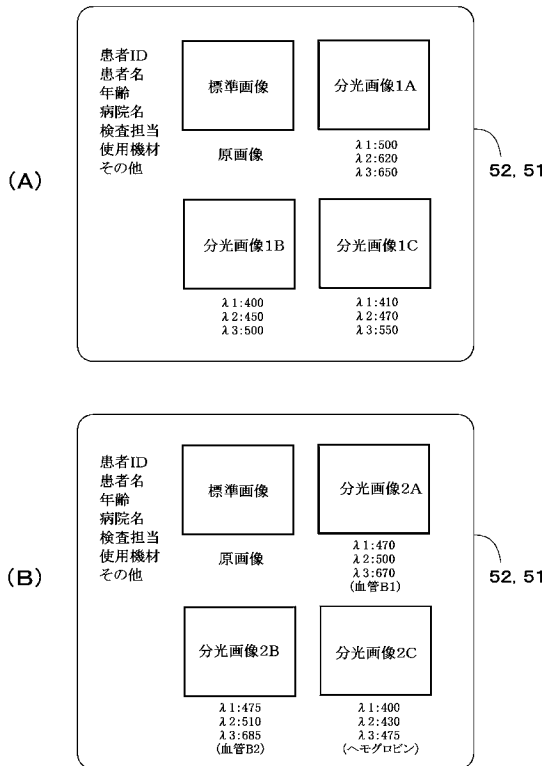 (A)
患者ID
患者名
年齢
病院名
検査担当
使用機材
その他
標準画像
原画像
分光画像1A
λ1:500
λ2:620
λ3:650
分光画像1B
λ1:400
λ2:450
λ3:500
分光画像1C
λ1:410
λ2:470
λ3:550
52, 51
(B)
患者ID
患者名
年齢
病院名
検査担当
使用機材
その他
標準画像
原画像
分光画像2A
λ1:470
λ2:500
λ3:670
(血管B1)
分光画像2B
λ1:475
λ2:510
λ3:685
(血管B2)
分光画像2C
λ1:400
λ2:430
λ3:475
(ヘモグロビン)
52, 51